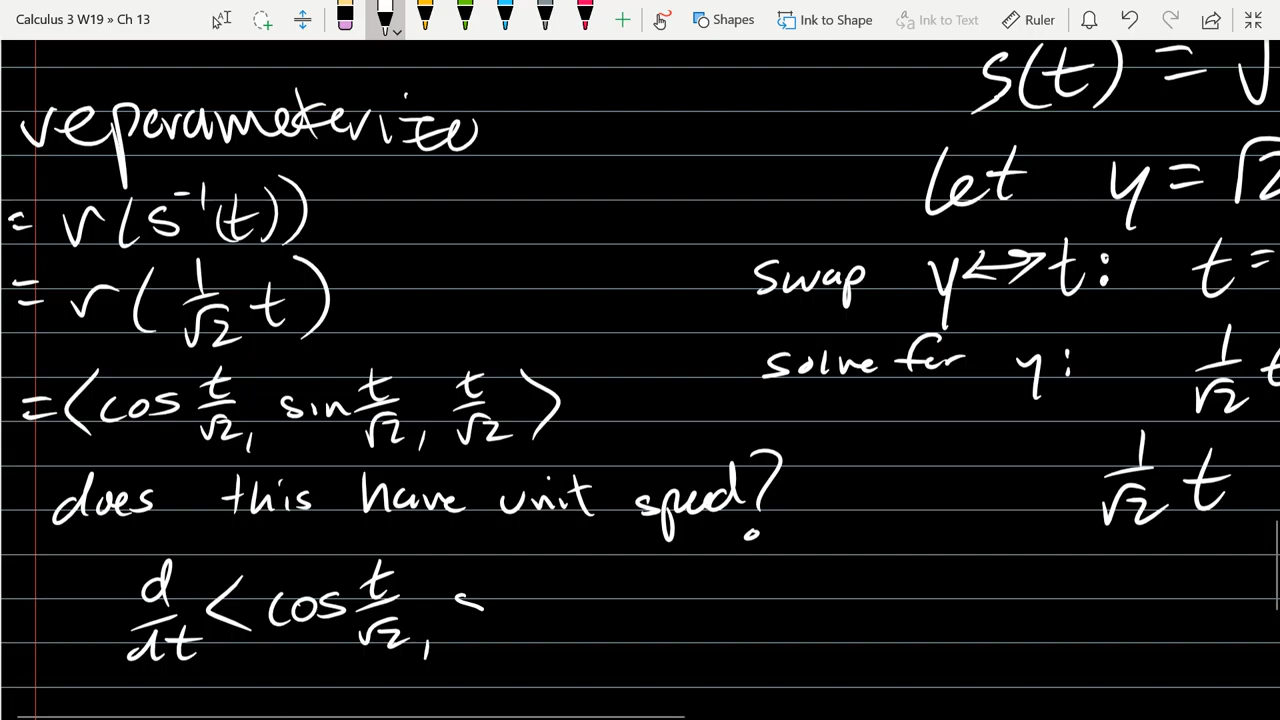 Calculus 3 W19 » Ch 13
Shapes
Ink to Shape
Ink to Text
Ruler
reparameterize
= r(s⁻¹(t))
= r(1/√2 t)
= <cos t/√2, sin t/√2, t/√2>
does this have unit speed?
d/dt < cos t/√2, s
s(t) = √
let y = √2
swap y ↔ t: t =
solve for y: 1/√2 t
1/√2 t